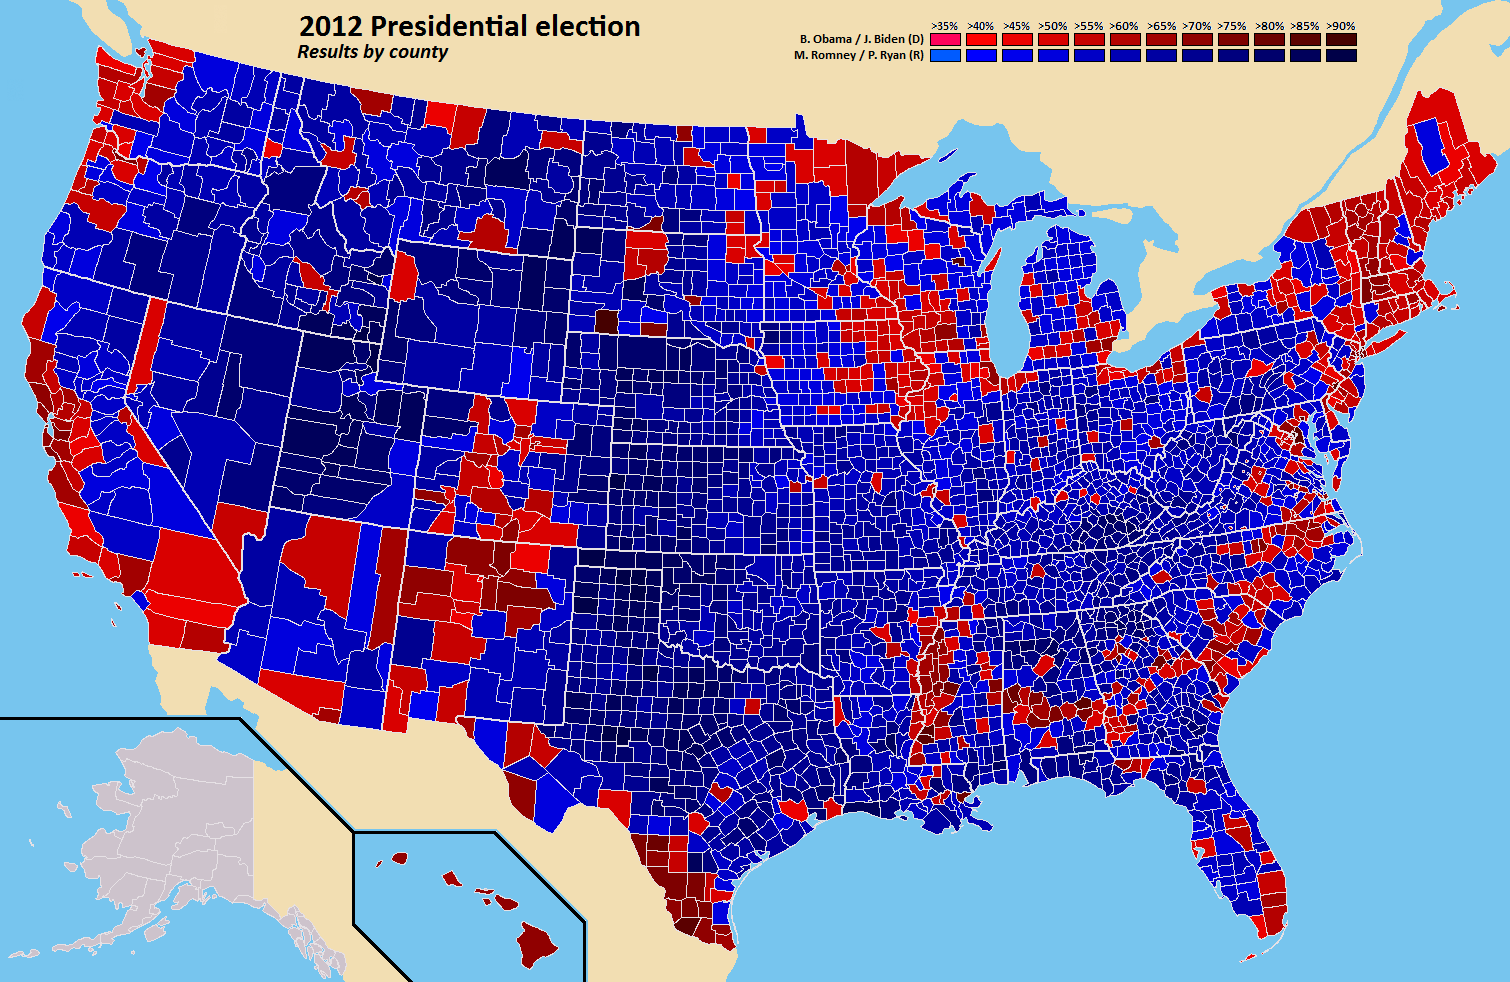 2012 Presidential election
Results by county
>35% >40% >45% >50% >55% >60% >65% >70% >75% >80% >85% >90%
B. Obama / J. Biden (D)
M. Romney / P. Ryan (R)